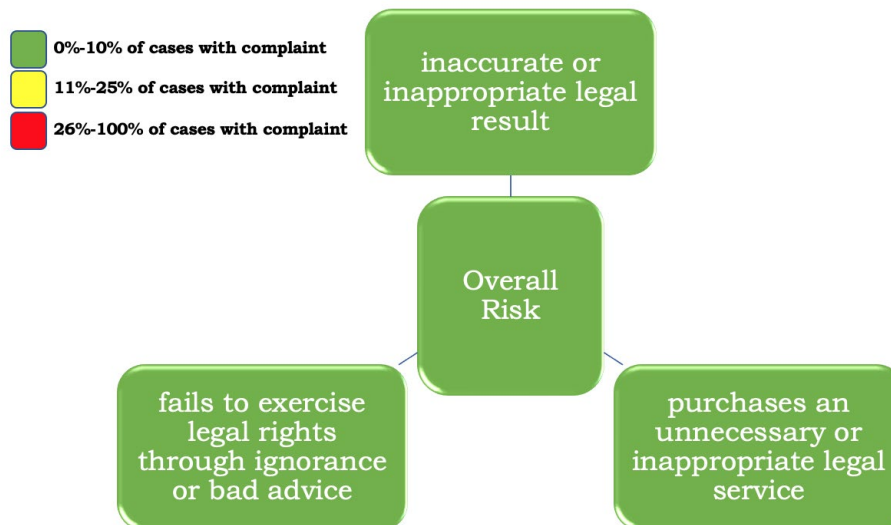 0%-10% of cases with complaint
11%-25% of cases with complaint
26%-100% of cases with complaint
inaccurate or
inappropriate legal
result
Overall
Risk
fails to exercise
legal rights
through ignorance
or bad advice
purchases an
unnecessary or
inappropriate legal
service